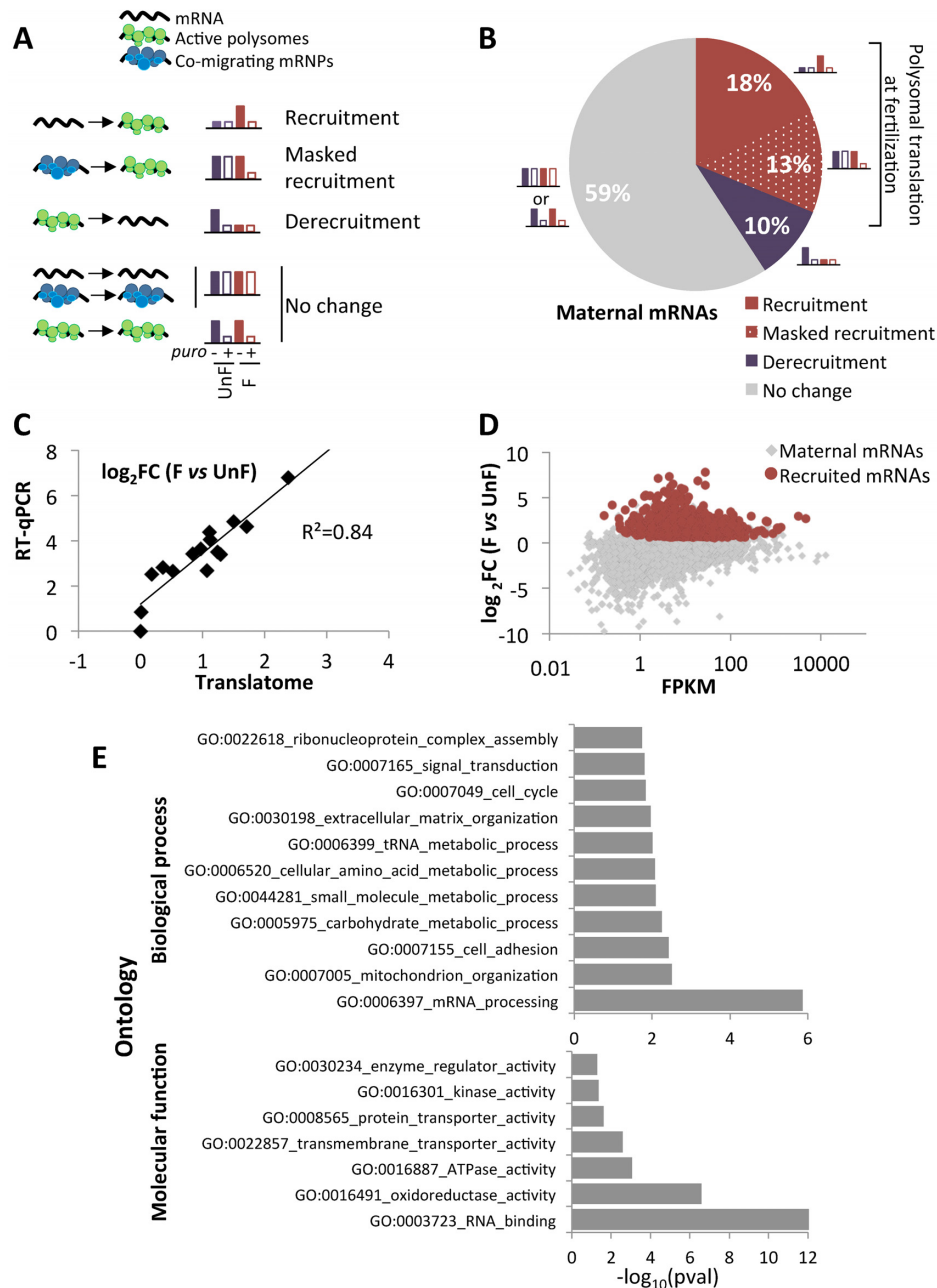 A
mRNA
Active polysomes
Co-migrating mRNPs
Recruitment
Masked
recruitment
Derecruitment
No change
puro - + - +
UnF
F
B
18%
13%
10%
59%
or
Polysomal translation
at fertilization
Maternal mRNAs
Recruitment
Masked recruitment
Derecruitment
No change
C
log2FC (F vs UnF)
R²=0.84
RT-qPCR
8
6
4
2
0
-1 0 1 2 3 4
Translatome
D
Maternal mRNAs
Recruited mRNAs
log 2FC (F vs UnF)
10
5
0
-5
-10
0.01 1 100 10000
FPKM
E
Ontology
Biological process
GO:0022618_ribonucleoprotein_complex_assembly
GO:0007165_signal_transduction
GO:0007049_cell_cycle
GO:0030198_extracellular_matrix_organization
GO:0006399_tRNA_metabolic_process
GO:0006520_cellular_amino_acid_metabolic_process
GO:0044281_small_molecule_metabolic_process
GO:0005975_carbohydrate_metabolic_process
GO:0007155_cell_adhesion
GO:0007005_mitochondrion_organization
GO:0006397_mRNA_processing
0 2 4 6
Molecular function
GO:0030234_enzyme_regulator_activity
GO:0016301_kinase_activity
GO:0008565_protein_transporter_activity
GO:0022857_transmembrane_transporter_activity
GO:0016887_ATPase_activity
GO:0016491_oxidoreductase_activity
GO:0003723_RNA_binding
0 2 4 6 8 10 12
-log10(pval)